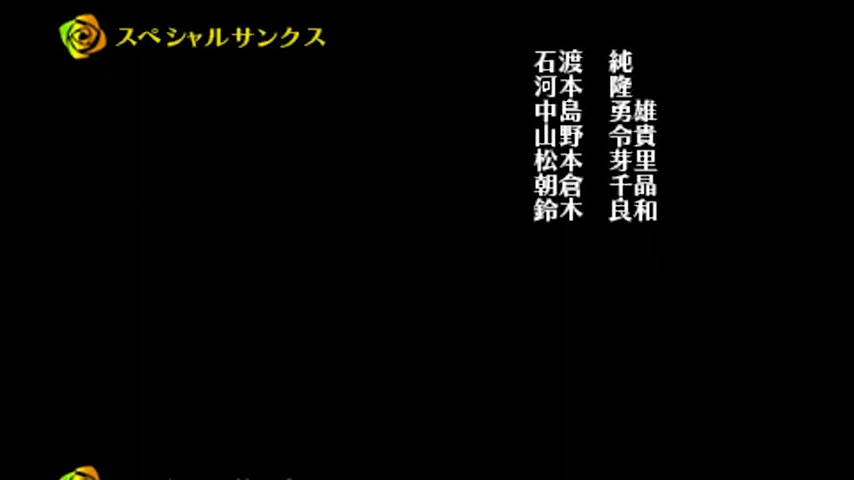 スペシャルサンクス
石渡　純
河本　隆
中島　勇雄
山野　令貴
松本　芽里
朝倉　千晶
鈴木　良和